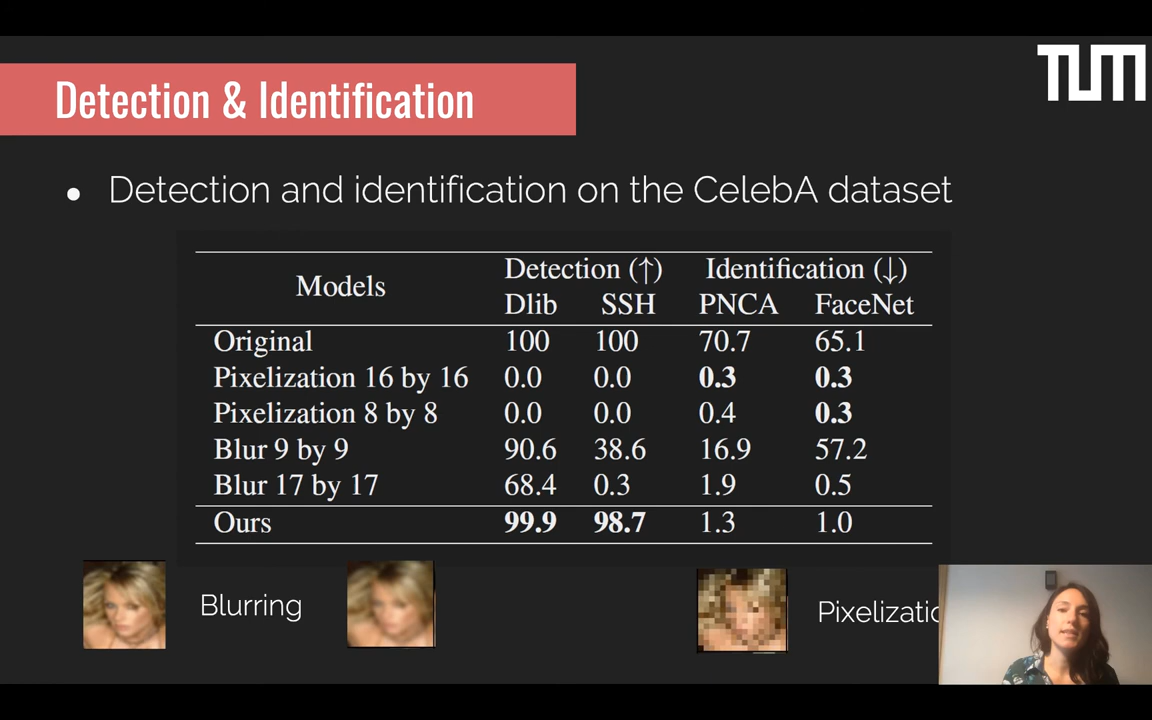 TUM
Detection & Identification
• Detection and identification on the CelebA dataset
Models Detection (↑) Identification (↓)
Dlib SSH PNCA FaceNet
Original 100 100 70.7 65.1
Pixelization 16 by 16 0.0 0.0 0.3 0.3
Pixelization 8 by 8 0.0 0.0 0.4 0.3
Blur 9 by 9 90.6 38.6 16.9 57.2
Blur 17 by 17 68.4 0.3 1.9 0.5
Ours 99.9 98.7 1.3 1.0
Blurring
Pixelizatio